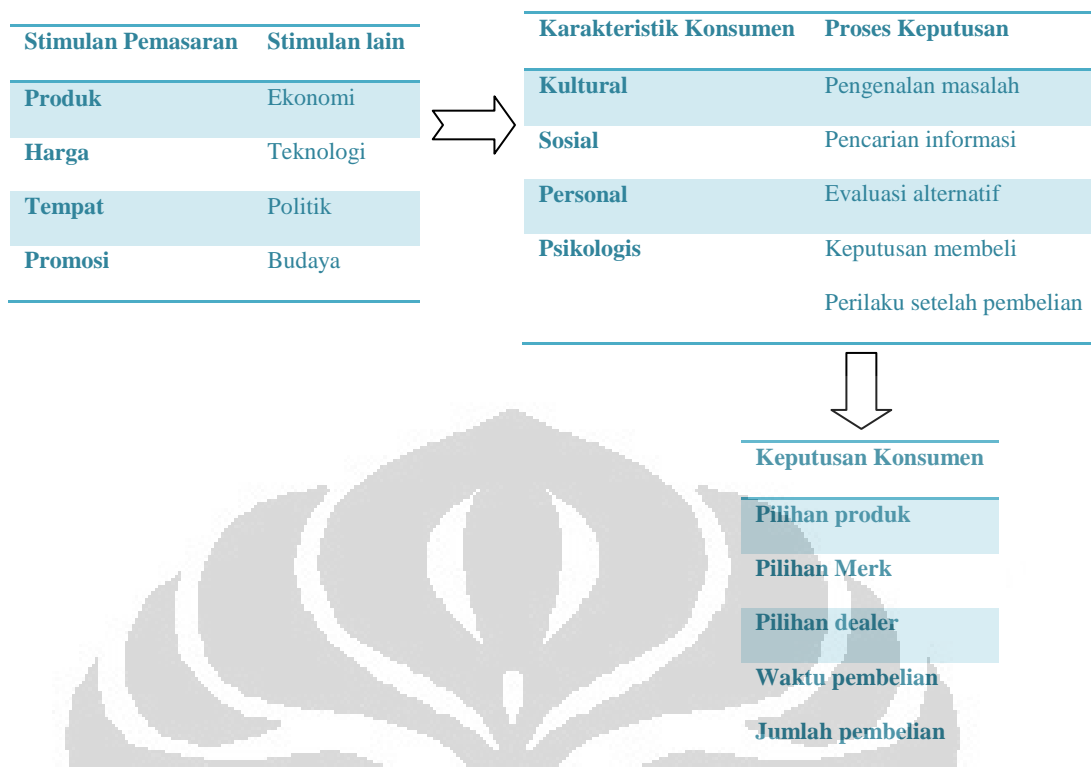 Stimulan Pemasaran Stimulan lain
Produk Ekonomi
Harga Teknologi
Tempat Politik
Promosi Budaya
Karakteristik Konsumen Proses Keputusan
Kultural Pengenalan masalah
Sosial Pencarian informasi
Personal Evaluasi alternatif
Psikologis Keputusan membeli
Perilaku setelah pembelian
Keputusan Konsumen
Pilihan produk
Pilihan Merk
Pilihan dealer
Waktu pembelian
Jumlah pembelian